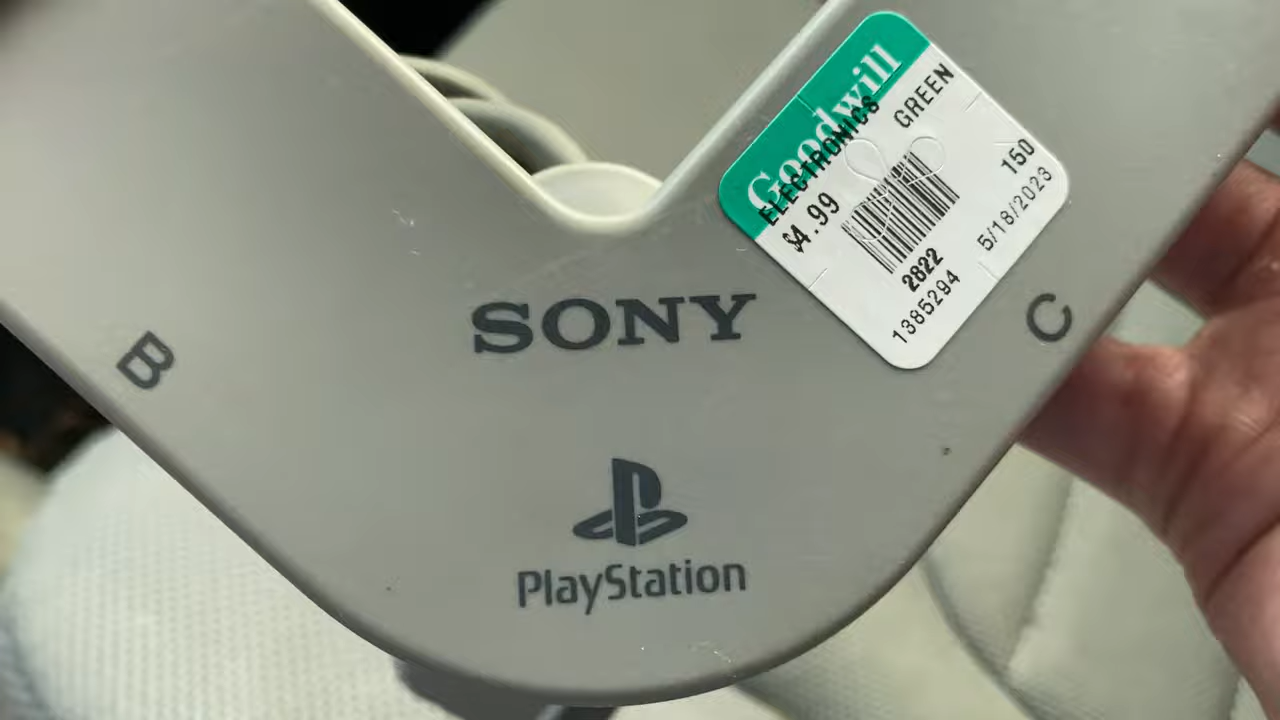 Goodwill
ELECTRONICS GREEN
$4.99 150
2822 5/18/2023
1385294
B
SONY
C
PlayStation